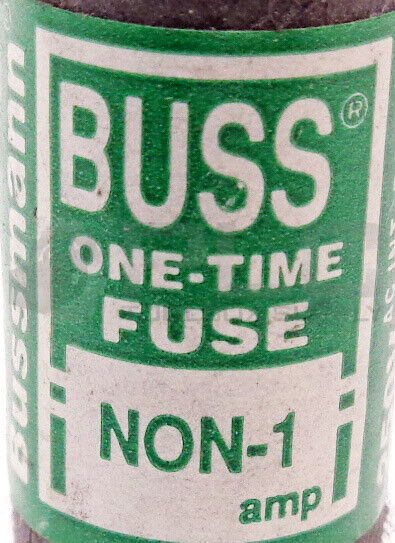 Bussmann
BUSS®
ONE-TIME
FUSE
NON-1
amp